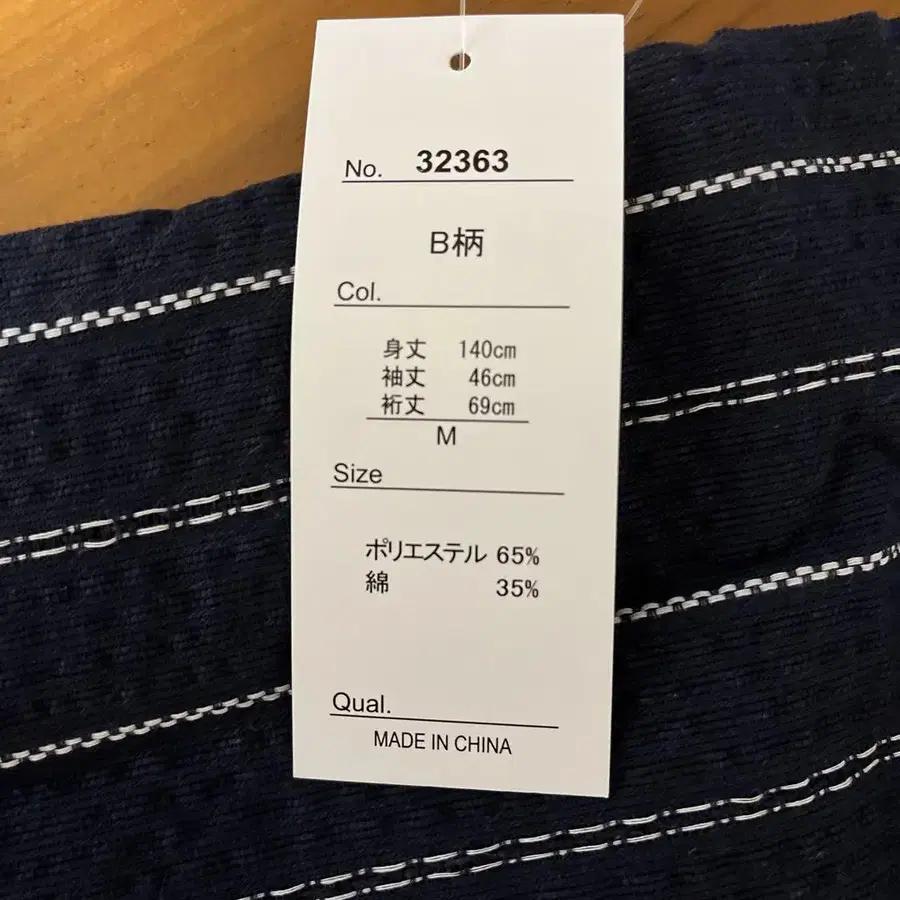 No. 32363
B柄
Col.
身丈 140cm
袖丈 46cm
裄丈 69cm
M
Size
ポリエステル 65%
綿 35%
Qual.
MADE IN CHINA